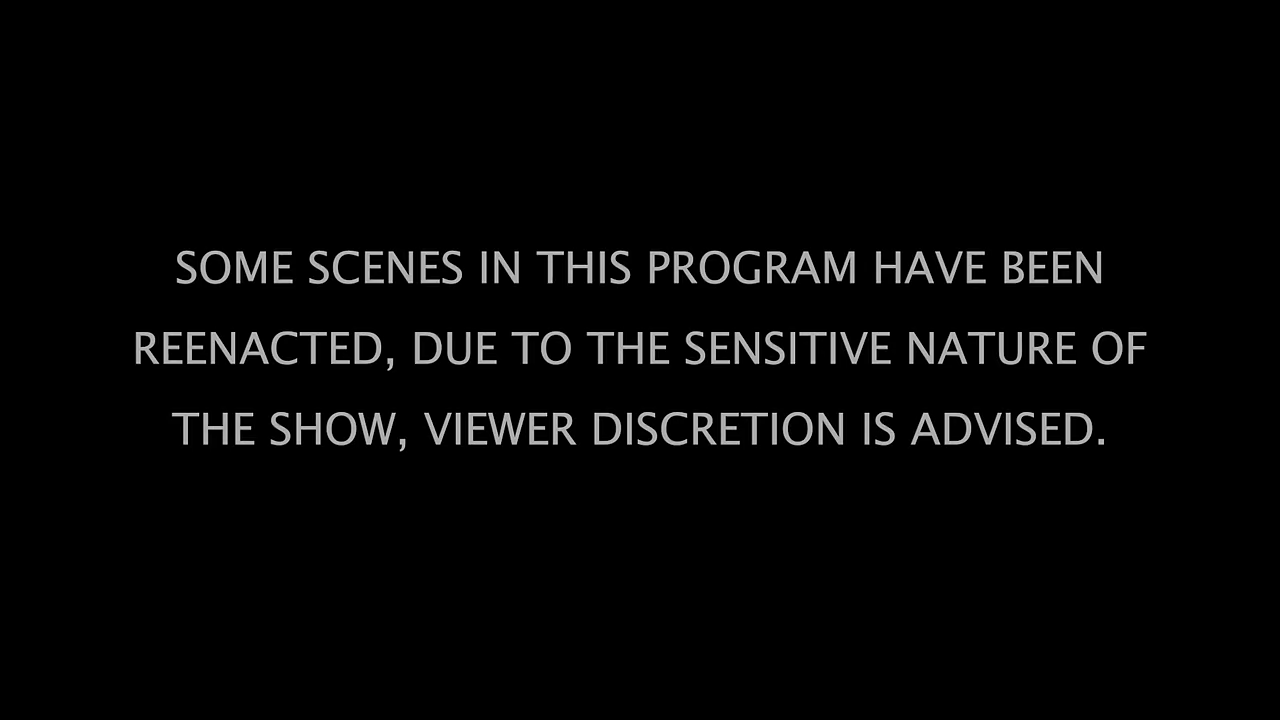 SOME SCENES IN THIS PROGRAM HAVE BEEN
REENACTED, DUE TO THE SENSITIVE NATURE OF
THE SHOW, VIEWER DISCRETION IS ADVISED.